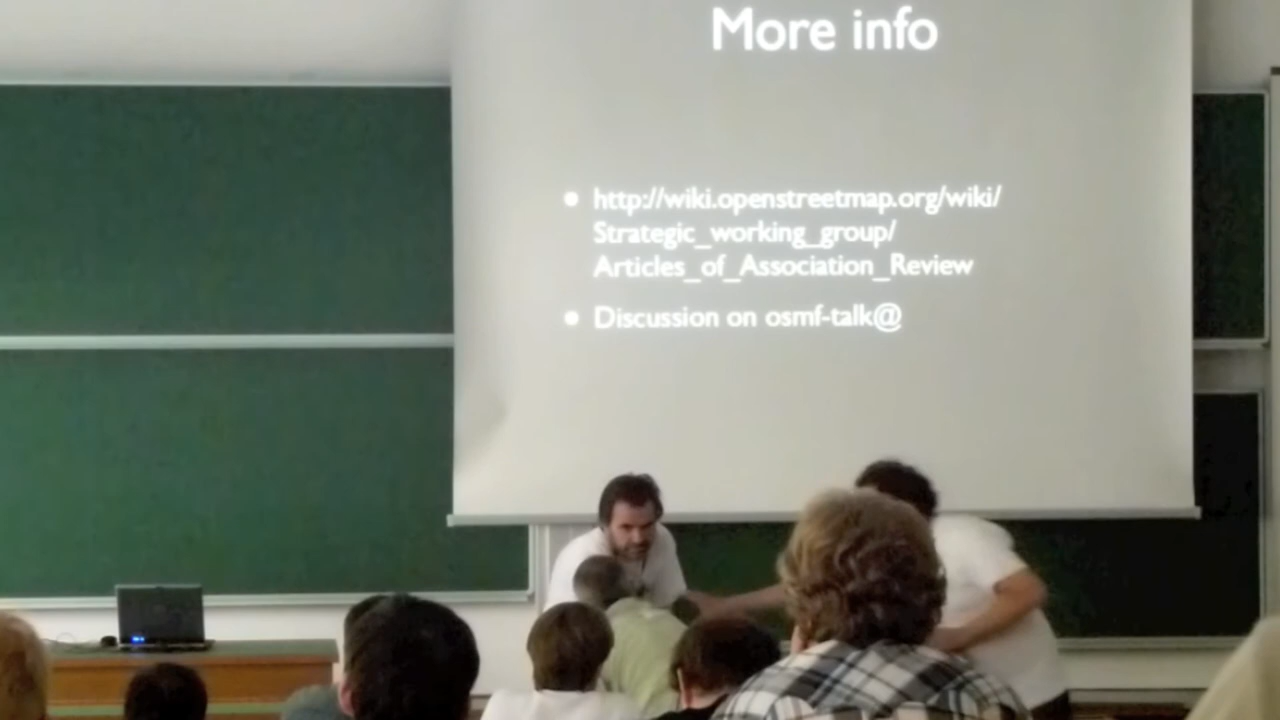 More info
• http://wiki.openstreetmap.org/wiki/
Strategic_working_group/
Articles_of_Association_Review
• Discussion on osmf-talk@